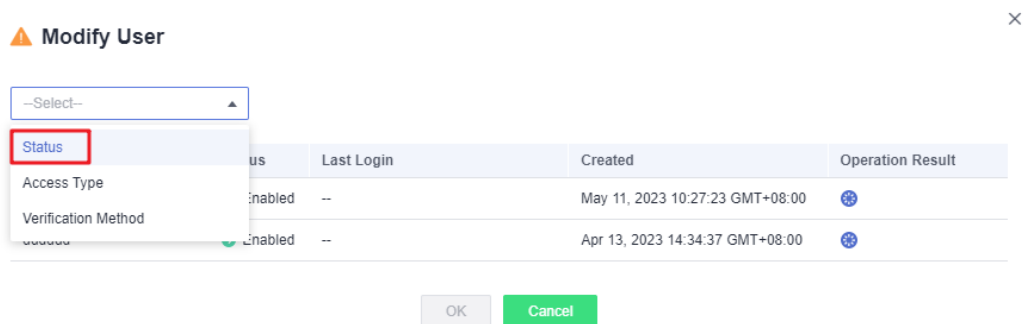 Modify User
--Select--
Status
Access Type
Verification Method
Last Login Created Operation Result
Enabled -- May 11, 2023 10:27:23 GMT+08:00
Enabled -- Apr 13, 2023 14:34:37 GMT+08:00
OK Cancel